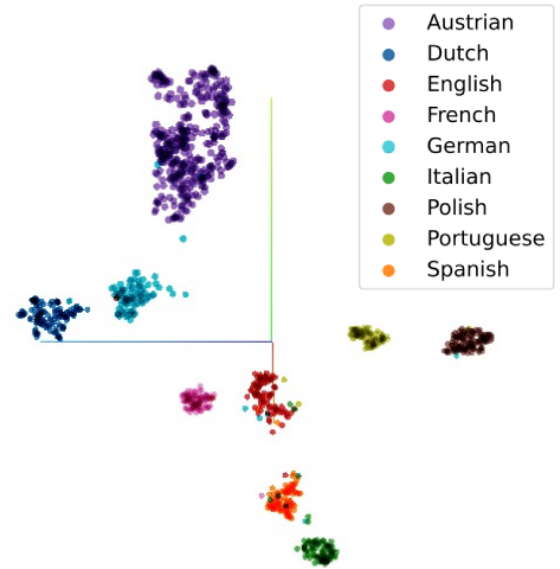 Austrian
Dutch
English
French
German
Italian
Polish
Portuguese
Spanish